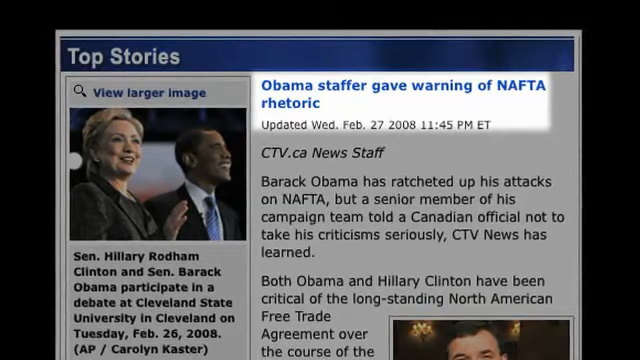 Top Stories
View larger image
Obama staffer gave warning of NAFTA
rhetoric
Updated Wed. Feb. 27 2008 11:45 PM ET
CTV.ca News Staff
Barack Obama has ratcheted up his attacks
on NAFTA, but a senior member of his
campaign team told a Canadian official not to
take his criticisms seriously, CTV News has
learned.
Both Obama and Hillary Clinton have been
critical of the long-standing North American
Free Trade
Agreement over
the course of the
Sen. Hillary Rodham
Clinton and Sen. Barack
Obama participate in a
debate at Cleveland State
University in Cleveland on
Tuesday, Feb. 26, 2008.
(AP / Carolyn Kaster)